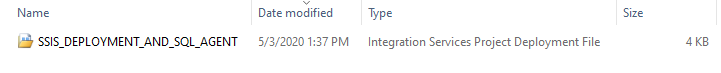 Name Date modified Type Size
SSIS_DEPLOYMENT_AND_SQL_AGENT 5/3/2020 1:37 PM Integration Services Project Deployment File 4 KB